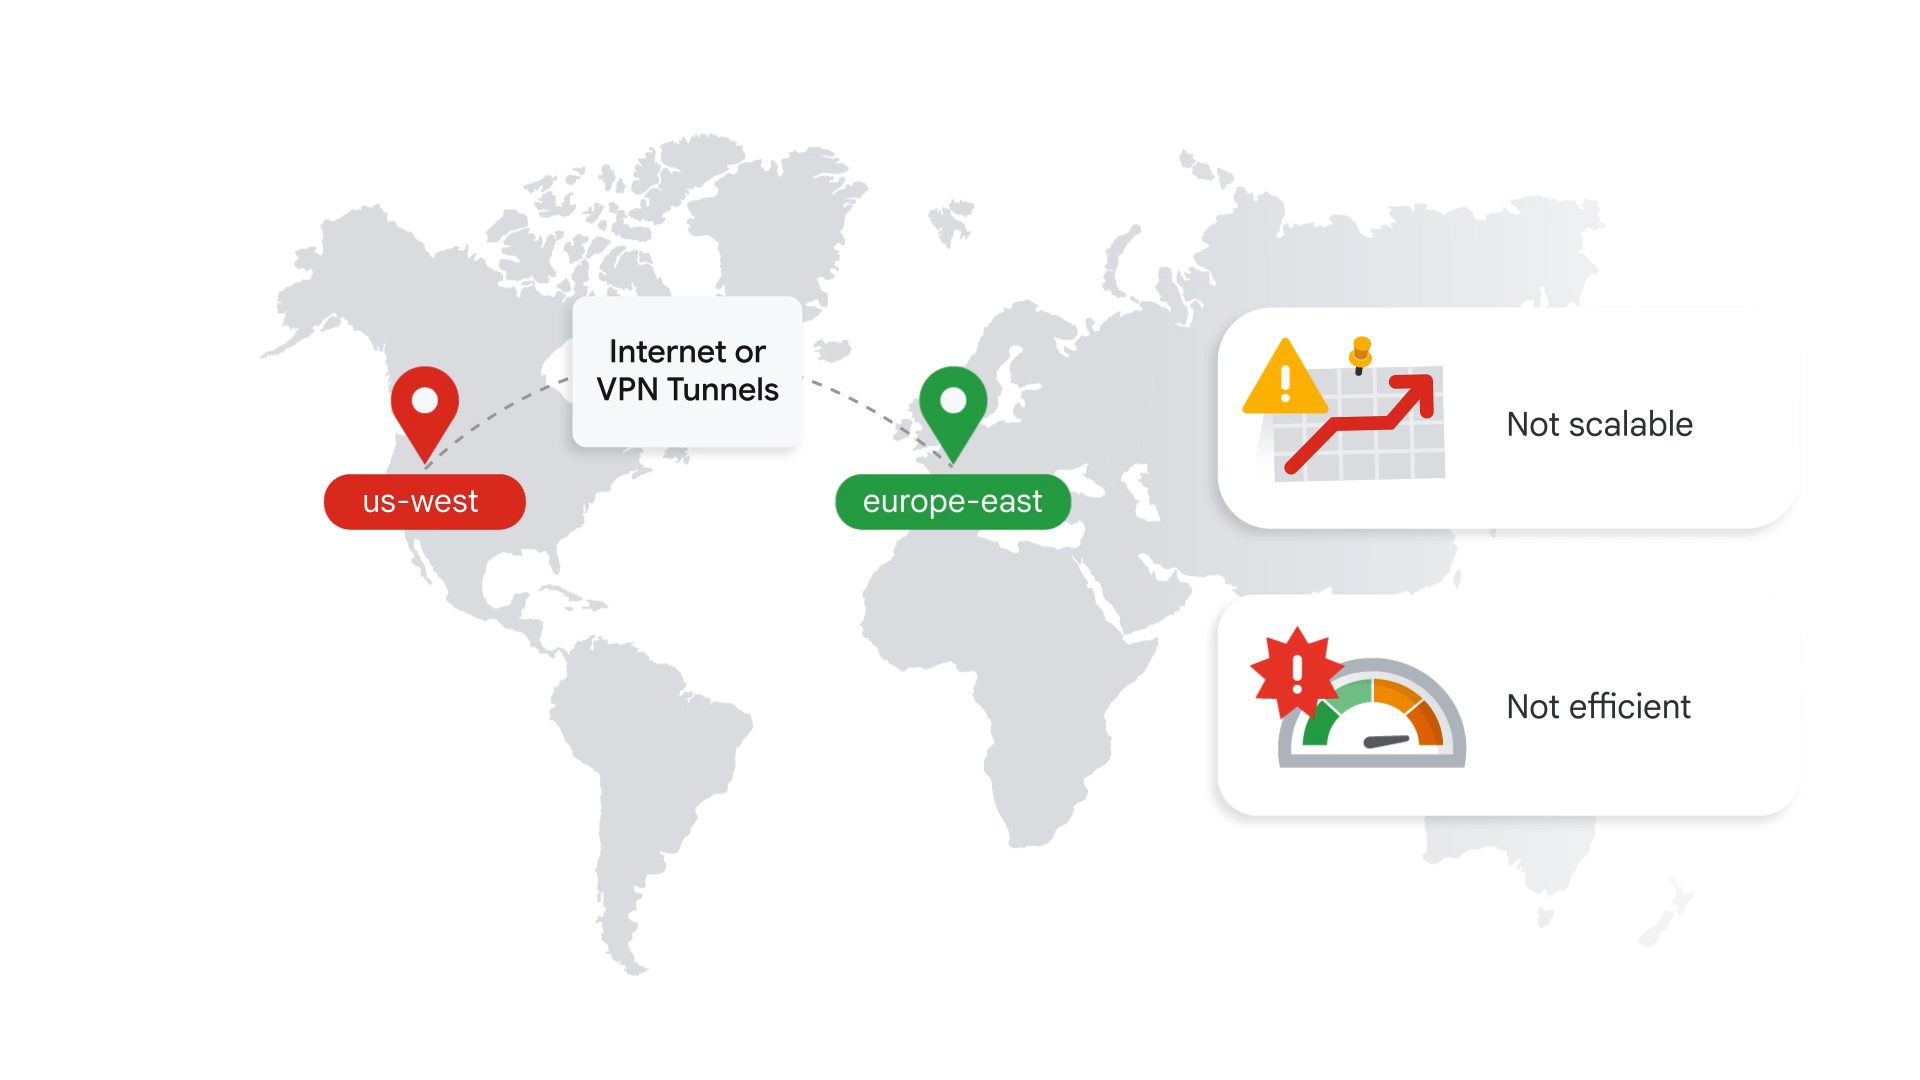 Internet or
VPN Tunnels
us-west
europe-east
Not scalable
Not efficient